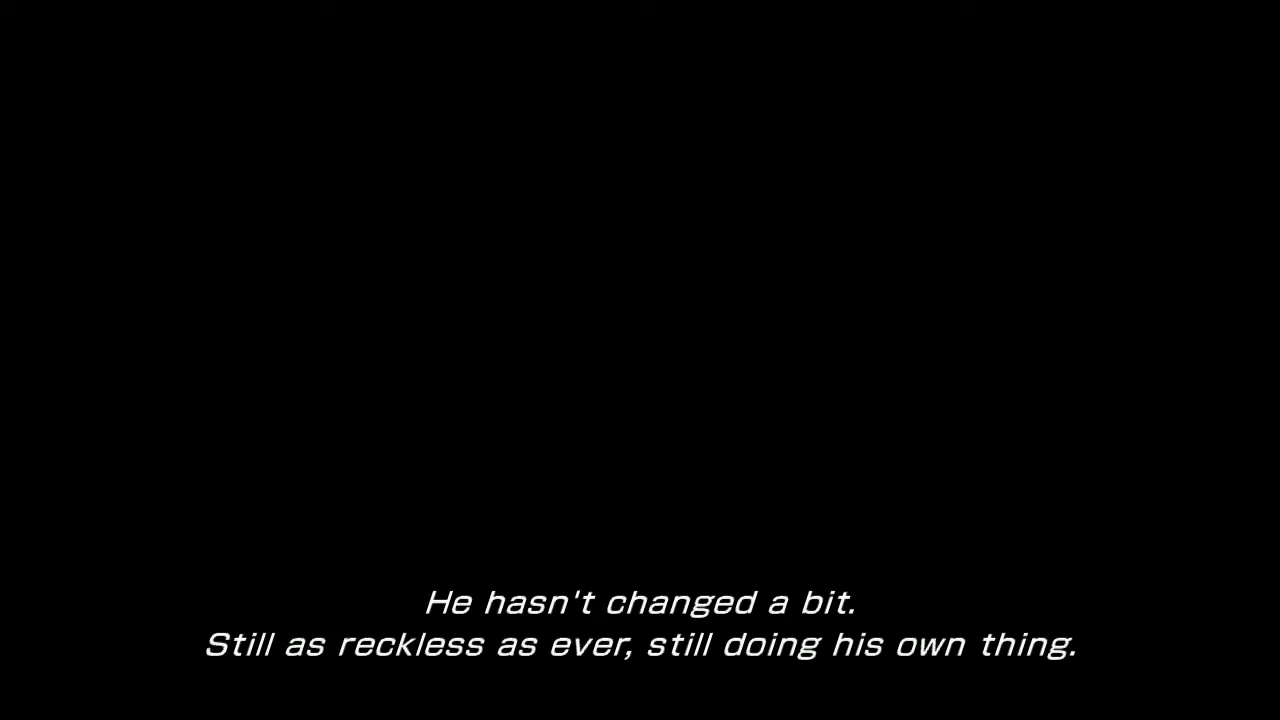 He hasn't changed a bit.
Still as reckless as ever, still doing his own thing.